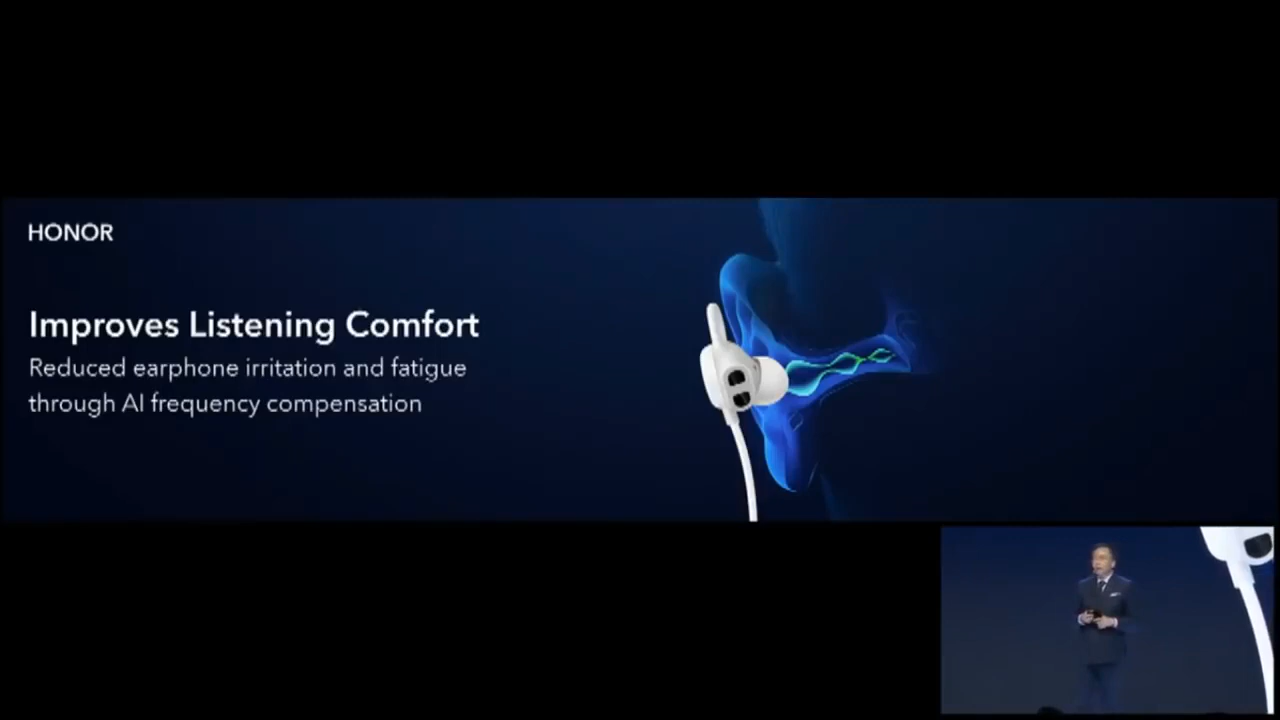 HONOR
Improves Listening Comfort
Reduced earphone irritation and fatigue
through AI frequency compensation